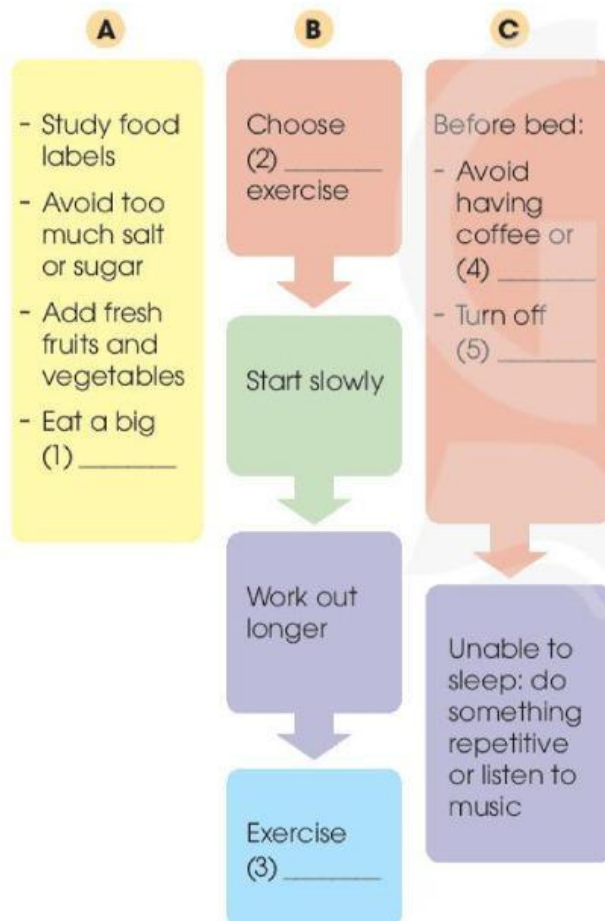 A
- Study food
labels
- Avoid too
much salt
or sugar
- Add fresh
fruits and
vegetables
- Eat a big
(1) _______
B
Choose
(2) _______
exercise
Start slowly
Work out
longer
Exercise
(3) _______
C
Before bed:
- Avoid
having
coffee or
(4) _______
- Turn off
(5) _______
Unable to
sleep: do
something
repetitive
or listen to
music